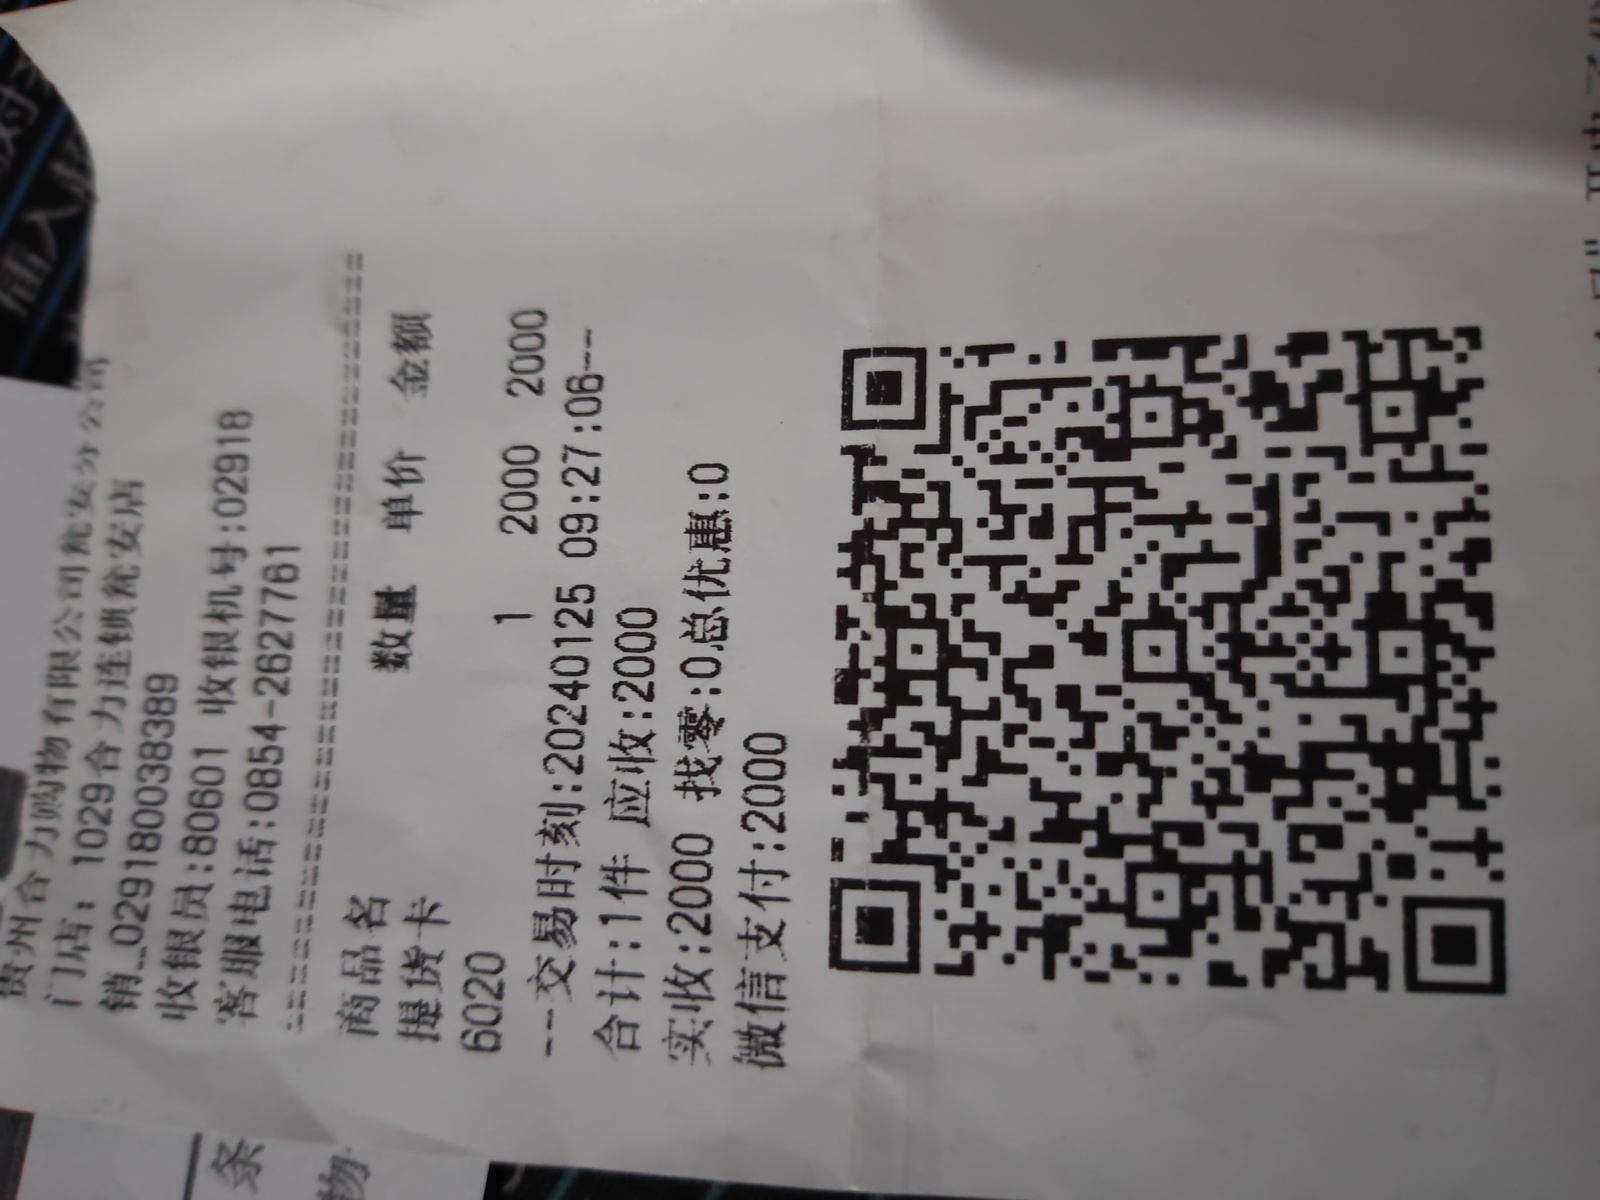 贵州合力购物有限公司瓮安分公司
门店: 1029合力连锁瓮安店
销_029180038389
收银员:80601 收银机号:029918
客服电话:0854-2627761
商品名 数量 单价 金额
提货卡
6020 1 2000 2000
--交易时刻:20240125 09:27:06--
合计:1件 应收:2000
实收:2000 找零:0总优惠:0
微信支付:2000
条
物